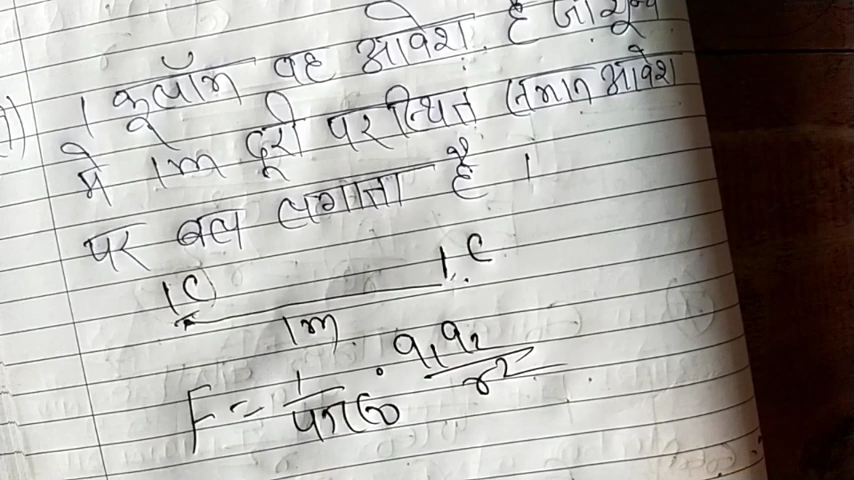 1 कूलॉम वह आवेश है जो शून्य
में 1m दूरी पर स्थित समान आवेश
पर बल लगाता है ।
1C 1C
1m
F = 1/4πε₀ . q₁q₂/r²